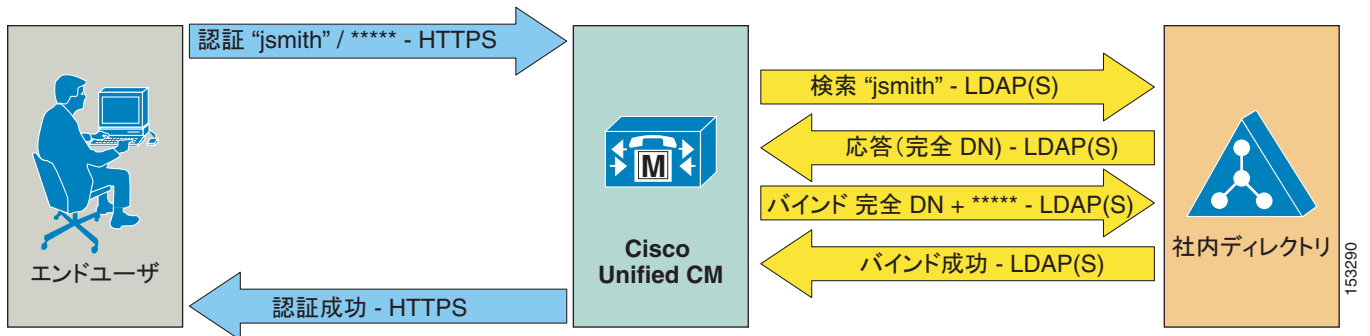 認証 “jsmith” / ***** - HTTPS
検索 “jsmith” - LDAP(S)
応答（完全 DN) - LDAP(S)
M
バインド 完全 DN + ***** - LDAP(S)
バインド成功 - LDAP(S)
エンドユーザ
Cisco
Unified CM
社内ディレクトリ
認証成功 - HTTPS
153290